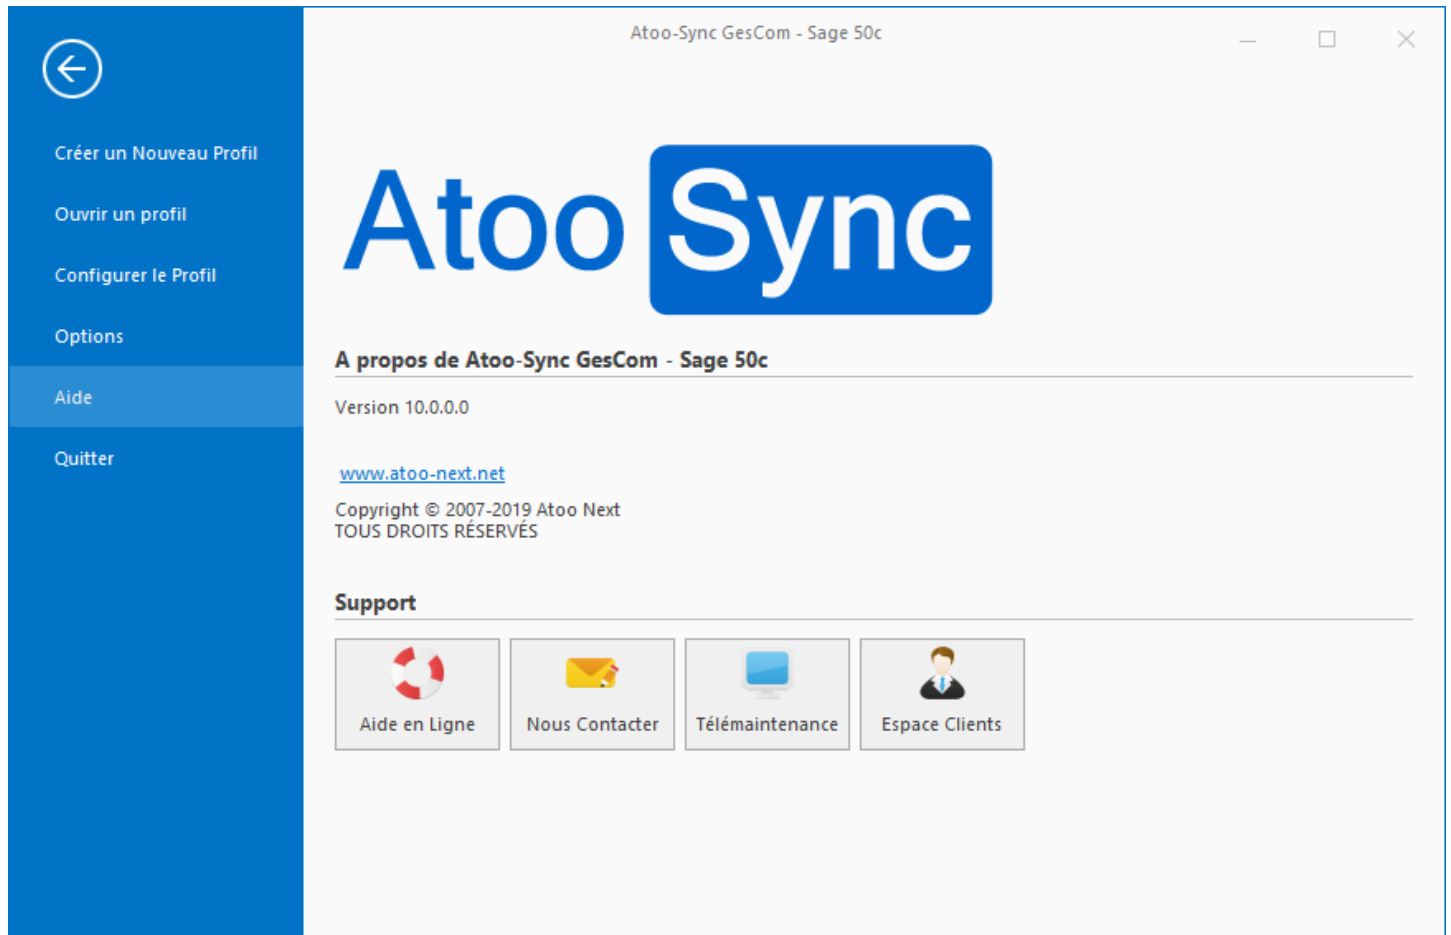 Atoo-Sync GesCom - Sage 50c
Créer un Nouveau Profil
Ouvrir un profil
Configurer le Profil
Options
Aide
Quitter
Atoo Sync
A propos de Atoo-Sync GesCom - Sage 50c
Version 10.0.0.0
www.atoo-next.net
Copyright © 2007-2019 Atoo Next
TOUS DROITS RÉSERVÉS
Support
Aide en Ligne
Nous Contacter
Télémaintenance
Espace Clients